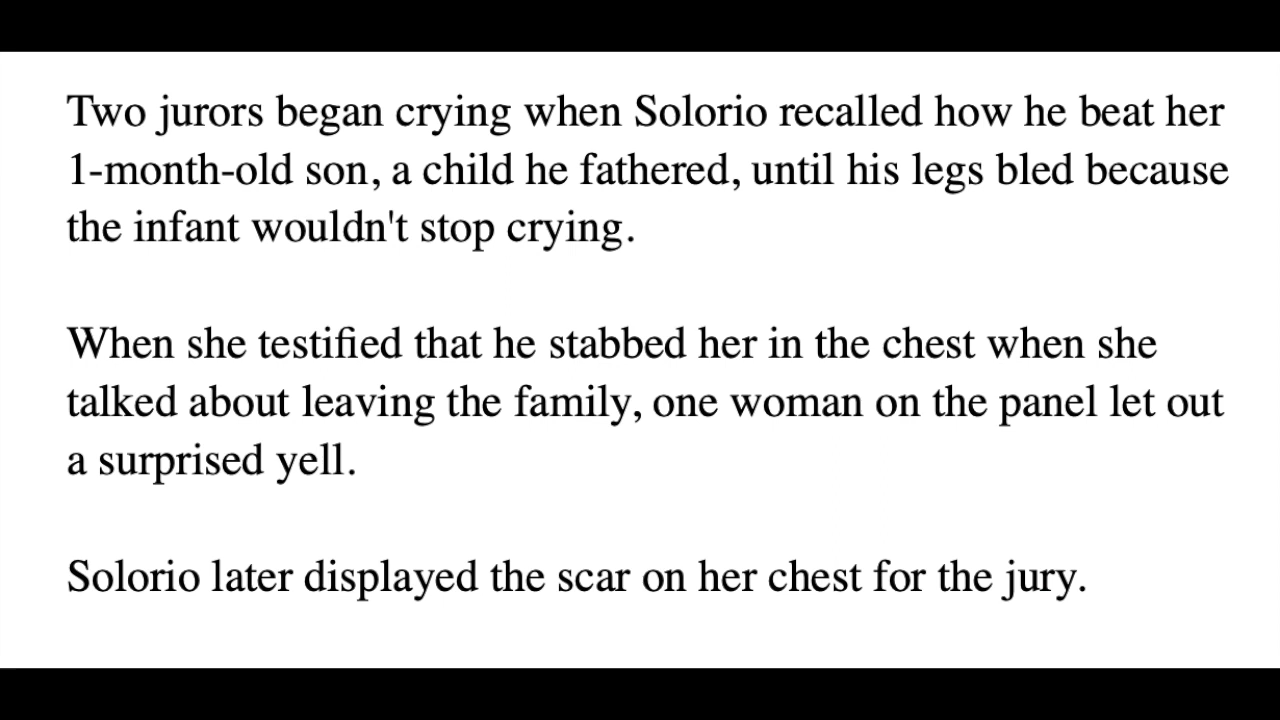 Two jurors began crying when Solorio recalled how he beat her
1-month-old son, a child he fathered, until his legs bled because
the infant wouldn't stop crying.
When she testified that he stabbed her in the chest when she
talked about leaving the family, one woman on the panel let out
a surprised yell.
Solorio later displayed the scar on her chest for the jury.